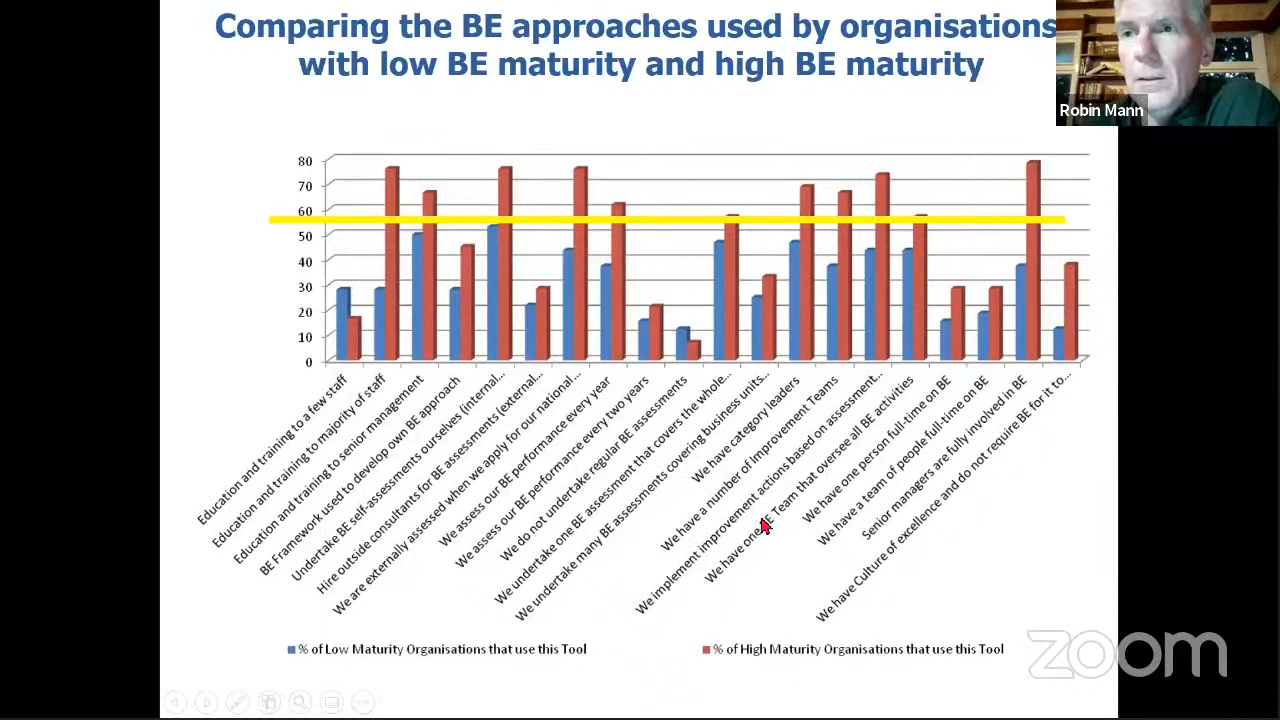 Comparing the BE approaches used by organisations
with low BE maturity and high BE maturity
Robin Mann
80
70
60
50
40
30
20
10
0
Education and training to a few staff
Education and training to majority of staff
Education and training to senior management
BE Framework used to develop own BE approach
Undertake BE self-assessments ourselves (internal...
Hire outside consultants for BE assessments (external...
We are externally assessed when we apply for our national...
We assess our BE performance every year
We assess our BE performance every two years
We do not undertake regular BE assessments
We undertake one BE assessment that covers the whole...
We undertake many BE assessments covering business units...
We have category leaders
We have a number of Improvement Teams
We implement improvement actions based on assessment...
We have one BE Team that oversee all BE activities
We have one person full-time on BE
We have a team of people full-time on BE
Senior managers are fully involved in BE
We have Culture of excellence and do not require BE for it to...
% of Low Maturity Organisations that use this Tool
% of High Maturity Organisations that use this Tool
zoom